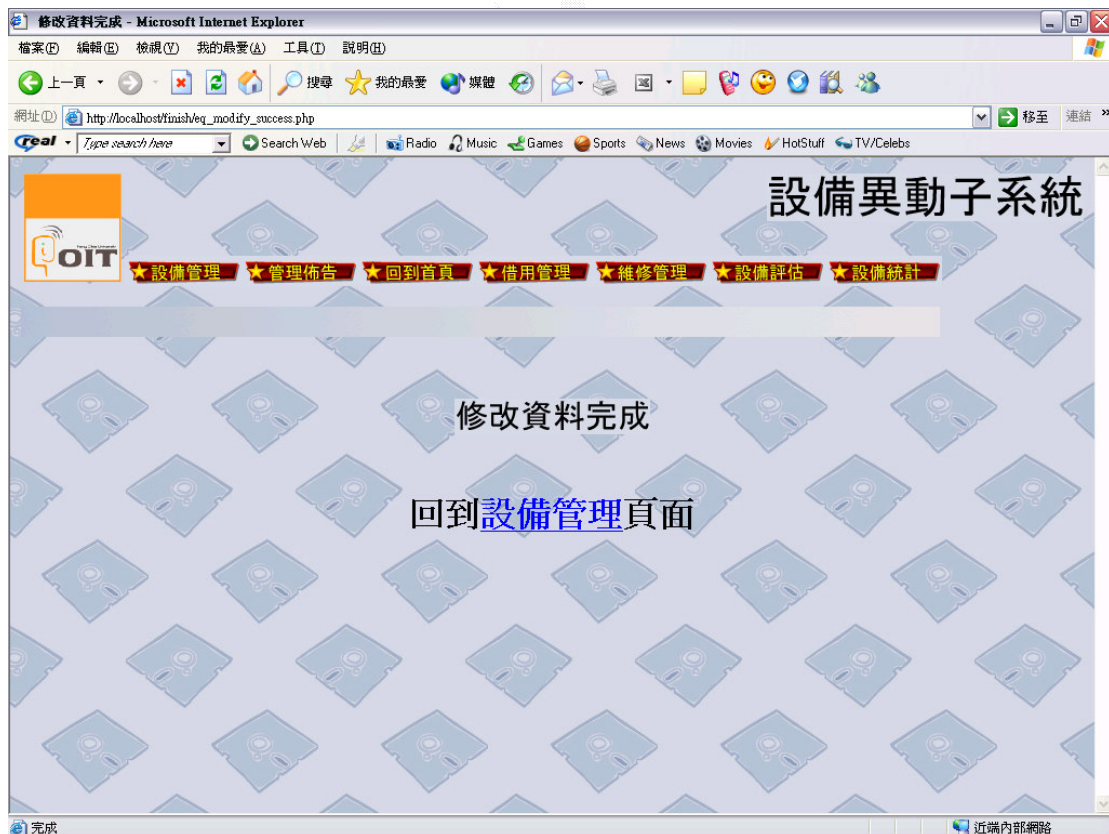 修改資料完成 - Microsoft Internet Explorer
檔案(F) 編輯(E) 檢視(V) 我的最愛(A) 工具(T) 說明(H)
上一頁 搜尋 我的最愛 媒體
網址(D) http://localhost/finish/eq_modify_success.php 移至 連結 »
real Type search here Search Web Radio Music Games Sports News Movies HotStuff TV/Celebs
設備異動子系統
OIT
設備管理 管理佈告 回到首頁 借用管理 維修管理 設備評估 設備統計
修改資料完成
回到設備管理頁面
完成 近端內部網路